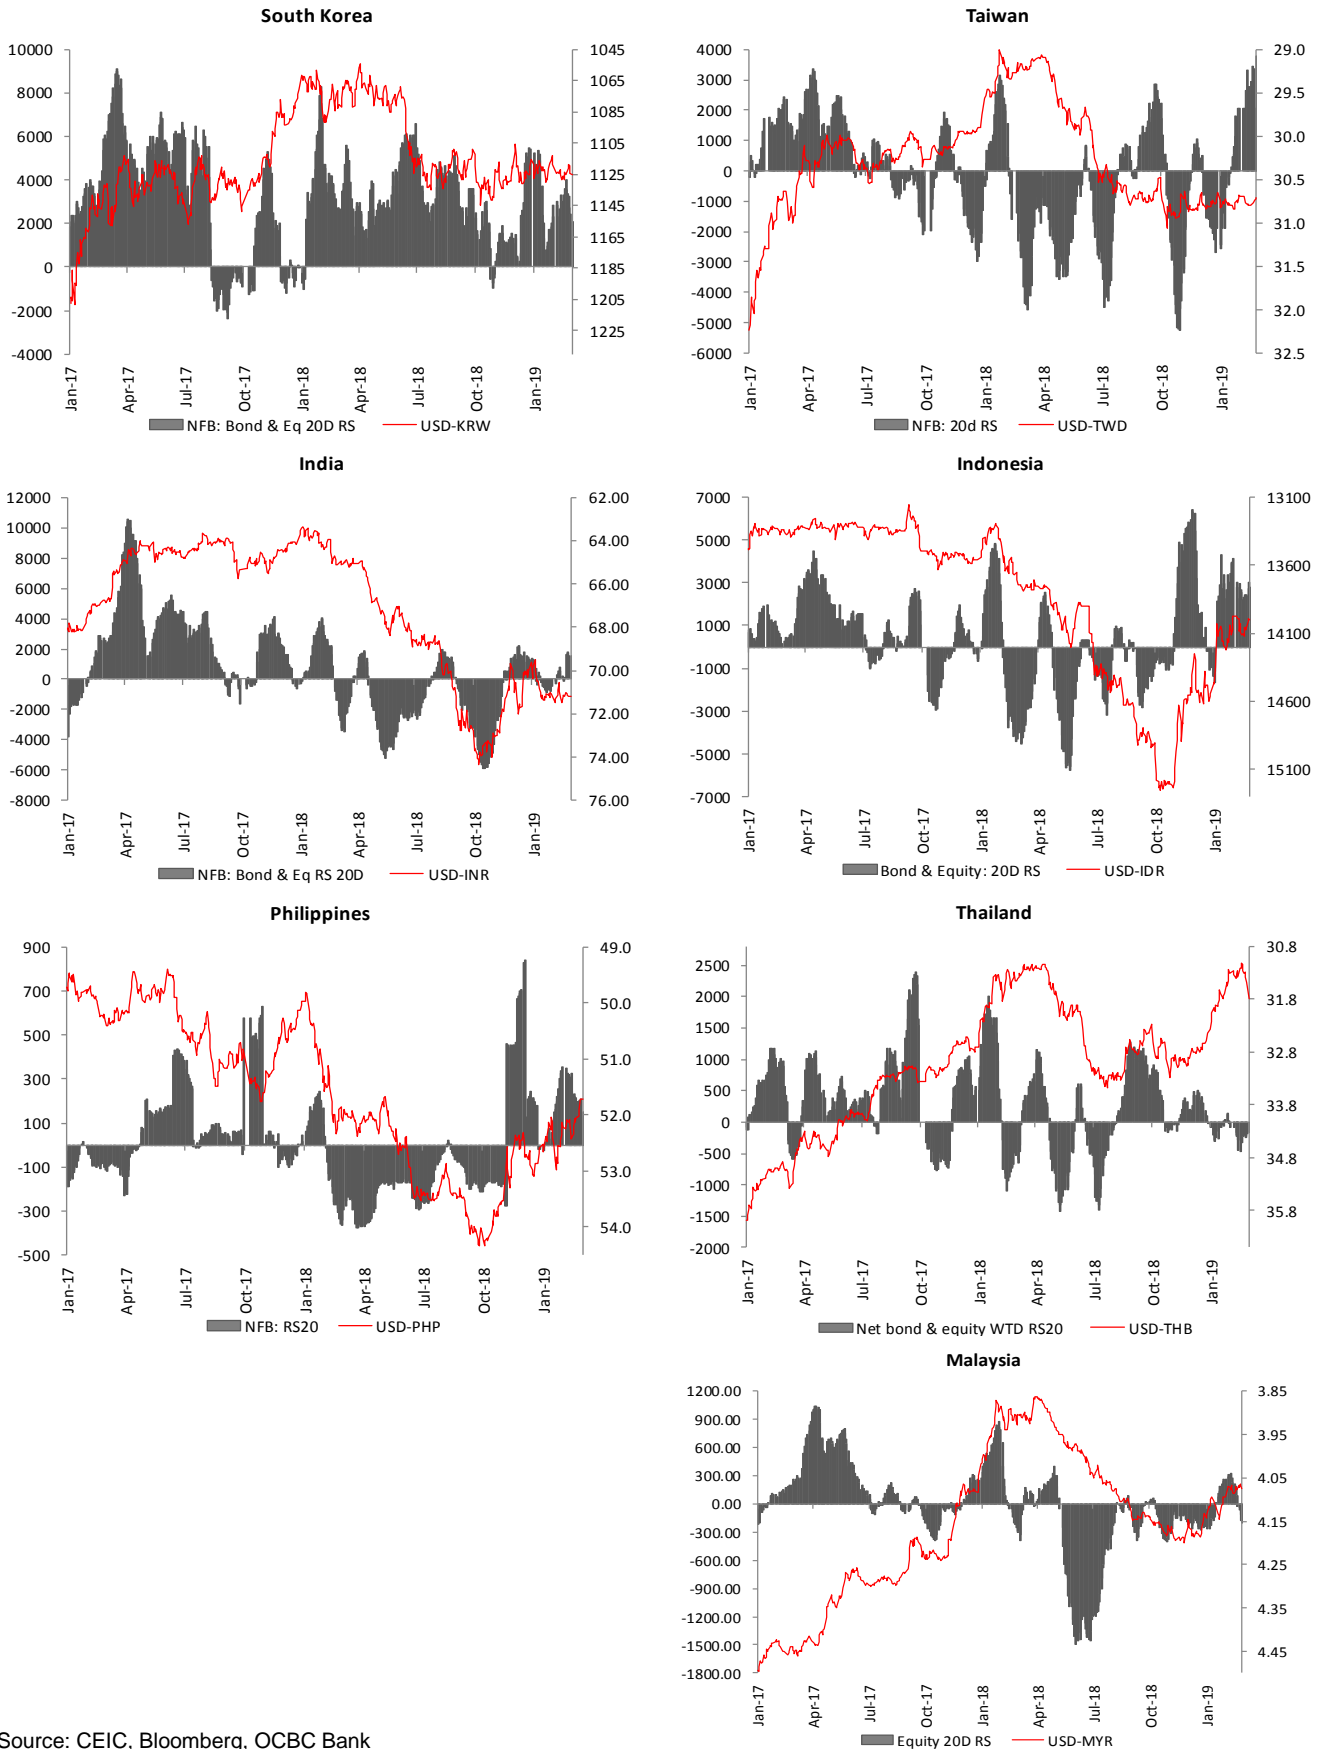 South Korea
10000
8000
6000
4000
2000
0
-2000
-4000
1045
1065
1085
1105
1125
1145
1165
1185
1205
1225
Jan-17
Apr-17
Jul-17
Oct-17
Jan-18
Apr-18
Jul-18
Oct-18
Jan-19
NFB: Bond & Eq 20D RS
USD-KRW
Taiwan
4000
3000
2000
1000
0
-1000
-2000
-3000
-4000
-5000
-6000
29.0
29.5
30.0
30.5
31.0
31.5
32.0
32.5
Jan-17
Apr-17
Jul-17
Oct-17
Jan-18
Apr-18
Jul-18
Oct-18
Jan-19
NFB: 20d RS
USD-TWD
India
12000
10000
8000
6000
4000
2000
0
-2000
-4000
-6000
-8000
62.00
64.00
66.00
68.00
70.00
72.00
74.00
76.00
Jan-17
Apr-17
Jul-17
Oct-17
Jan-18
Apr-18
Jul-18
Oct-18
Jan-19
NFB: Bond & Eq RS 20D
USD-INR
Indonesia
7000
5000
3000
1000
-1000
-3000
-5000
-7000
13100
13600
14100
14600
15100
Jan-17
Apr-17
Jul-17
Oct-17
Jan-18
Apr-18
Jul-18
Oct-18
Jan-19
Bond & Equity: 20D RS
USD-IDR
Philippines
900
700
500
300
100
-100
-300
-500
49.0
50.0
51.0
52.0
53.0
54.0
Jan-17
Apr-17
Jul-17
Oct-17
Jan-18
Apr-18
Jul-18
Oct-18
Jan-19
NFB: RS20
USD-PHP
Thailand
2500
2000
1500
1000
500
0
-500
-1000
-1500
-2000
30.8
31.8
32.8
33.8
34.8
35.8
Jan-17
Apr-17
Jul-17
Oct-17
Jan-18
Apr-18
Jul-18
Oct-18
Jan-19
Net bond & equity WTD RS20
USD-THB
Malaysia
1200.00
900.00
600.00
300.00
0.00
-300.00
-600.00
-900.00
-1200.00
-1500.00
-1800.00
3.85
3.95
4.05
4.15
4.25
4.35
4.45
Jan-17
Apr-17
Jul-17
Oct-17
Jan-18
Apr-18
Jul-18
Oct-18
Jan-19
Equity 20D RS
USD-MYR
Source: CEIC, Bloomberg, OCBC Bank